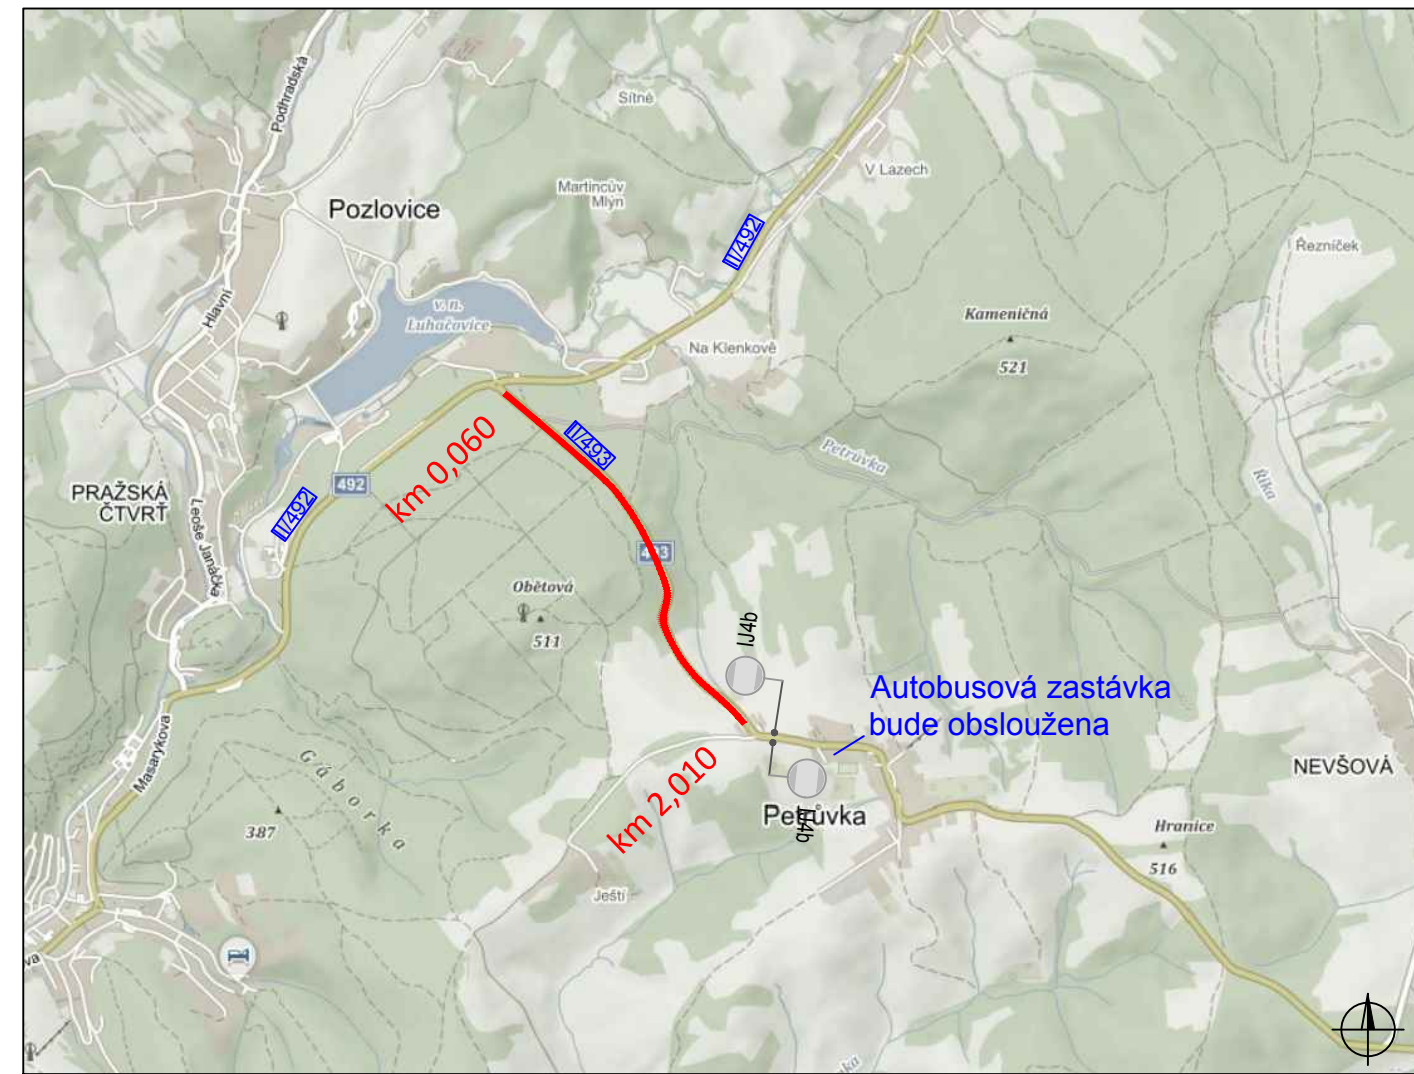 Podhradská
Sítné
V Lazech
Martincův
Mlýn
Pozlovice
II/492
Řezníček
Hlavní
v. n.
Luhačovice
Kameničná
521
Na Klenkově
km 0,060
II/493
Petrůvka
Říka
PRAŽSKÁ
ČTVRŤ
492
II/492
Leoše Janáčka
493
Obětová
511
IJ4b
Autobusová zastávka
bude obsloužena
Masarykova
Gáborka
387
km 2,010
NEVŠOVÁ
Petrůvka
IJ4b
Hranice
516
Ještí